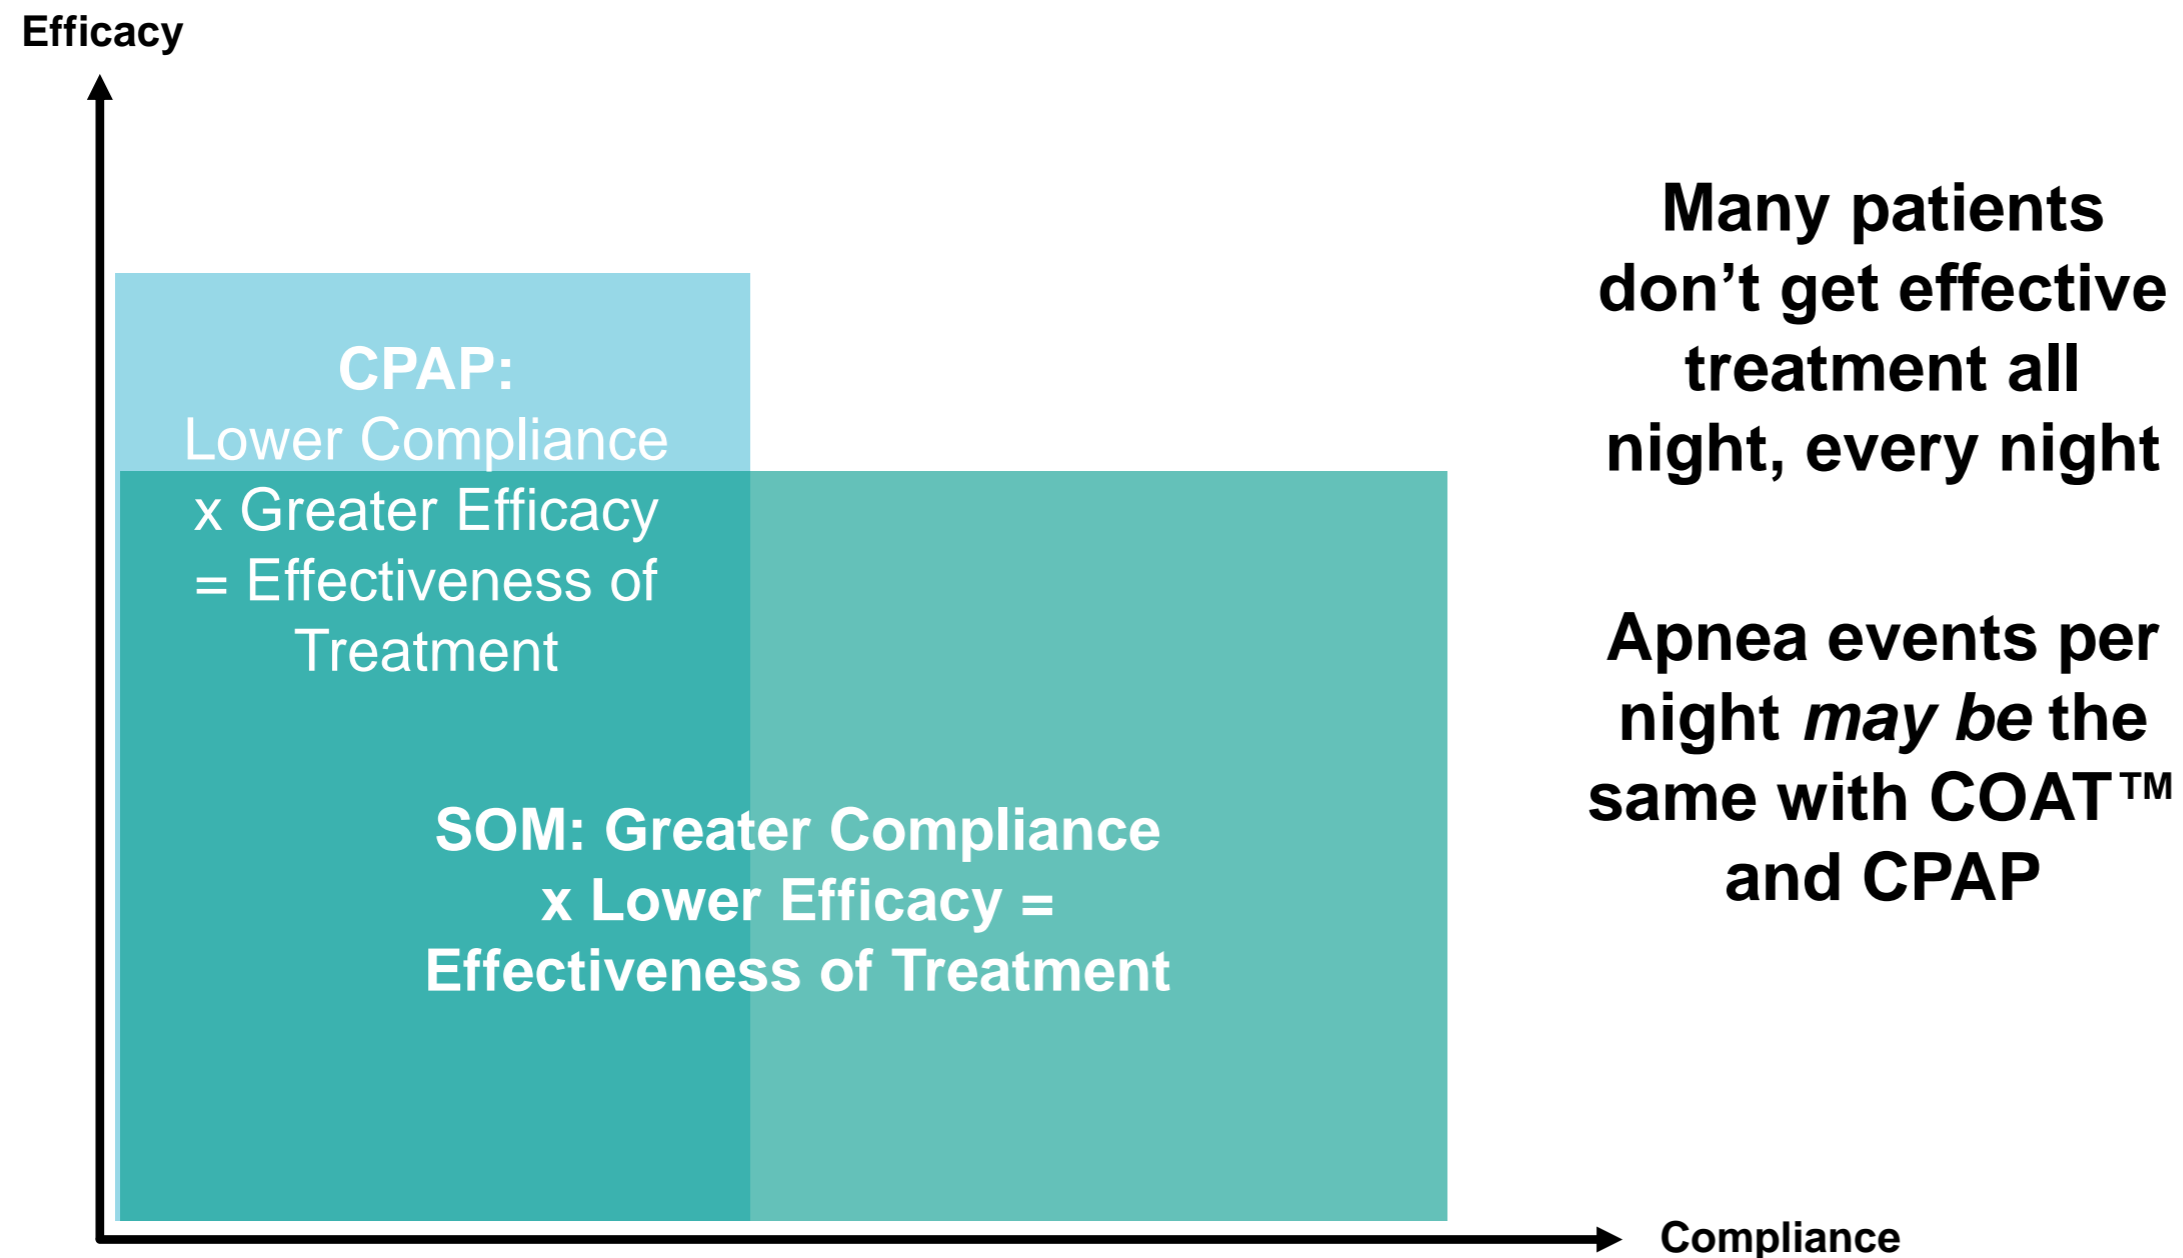 Efficacy
CPAP:
Lower Compliance
x Greater Efficacy
= Effectiveness of
Treatment
SOM: Greater Compliance
x Lower Efficacy =
Effectiveness of Treatment
Many patients
don’t get effective
treatment all
night, every night
Apnea events per
night may be the
same with COAT™
and CPAP
Compliance